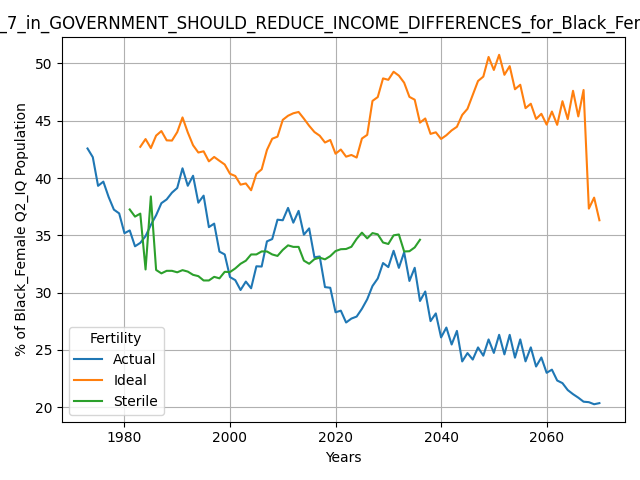 _7_in_GOVERNMENT_SHOULD_REDUCE_INCOME_DIFFERENCES_for_Black_Fem
% of Black_Female Q2_IQ Population
50
45
40
35
30
25
20
Fertility
Actual
Ideal
Sterile
1980
2000
2020
2040
2060
Years